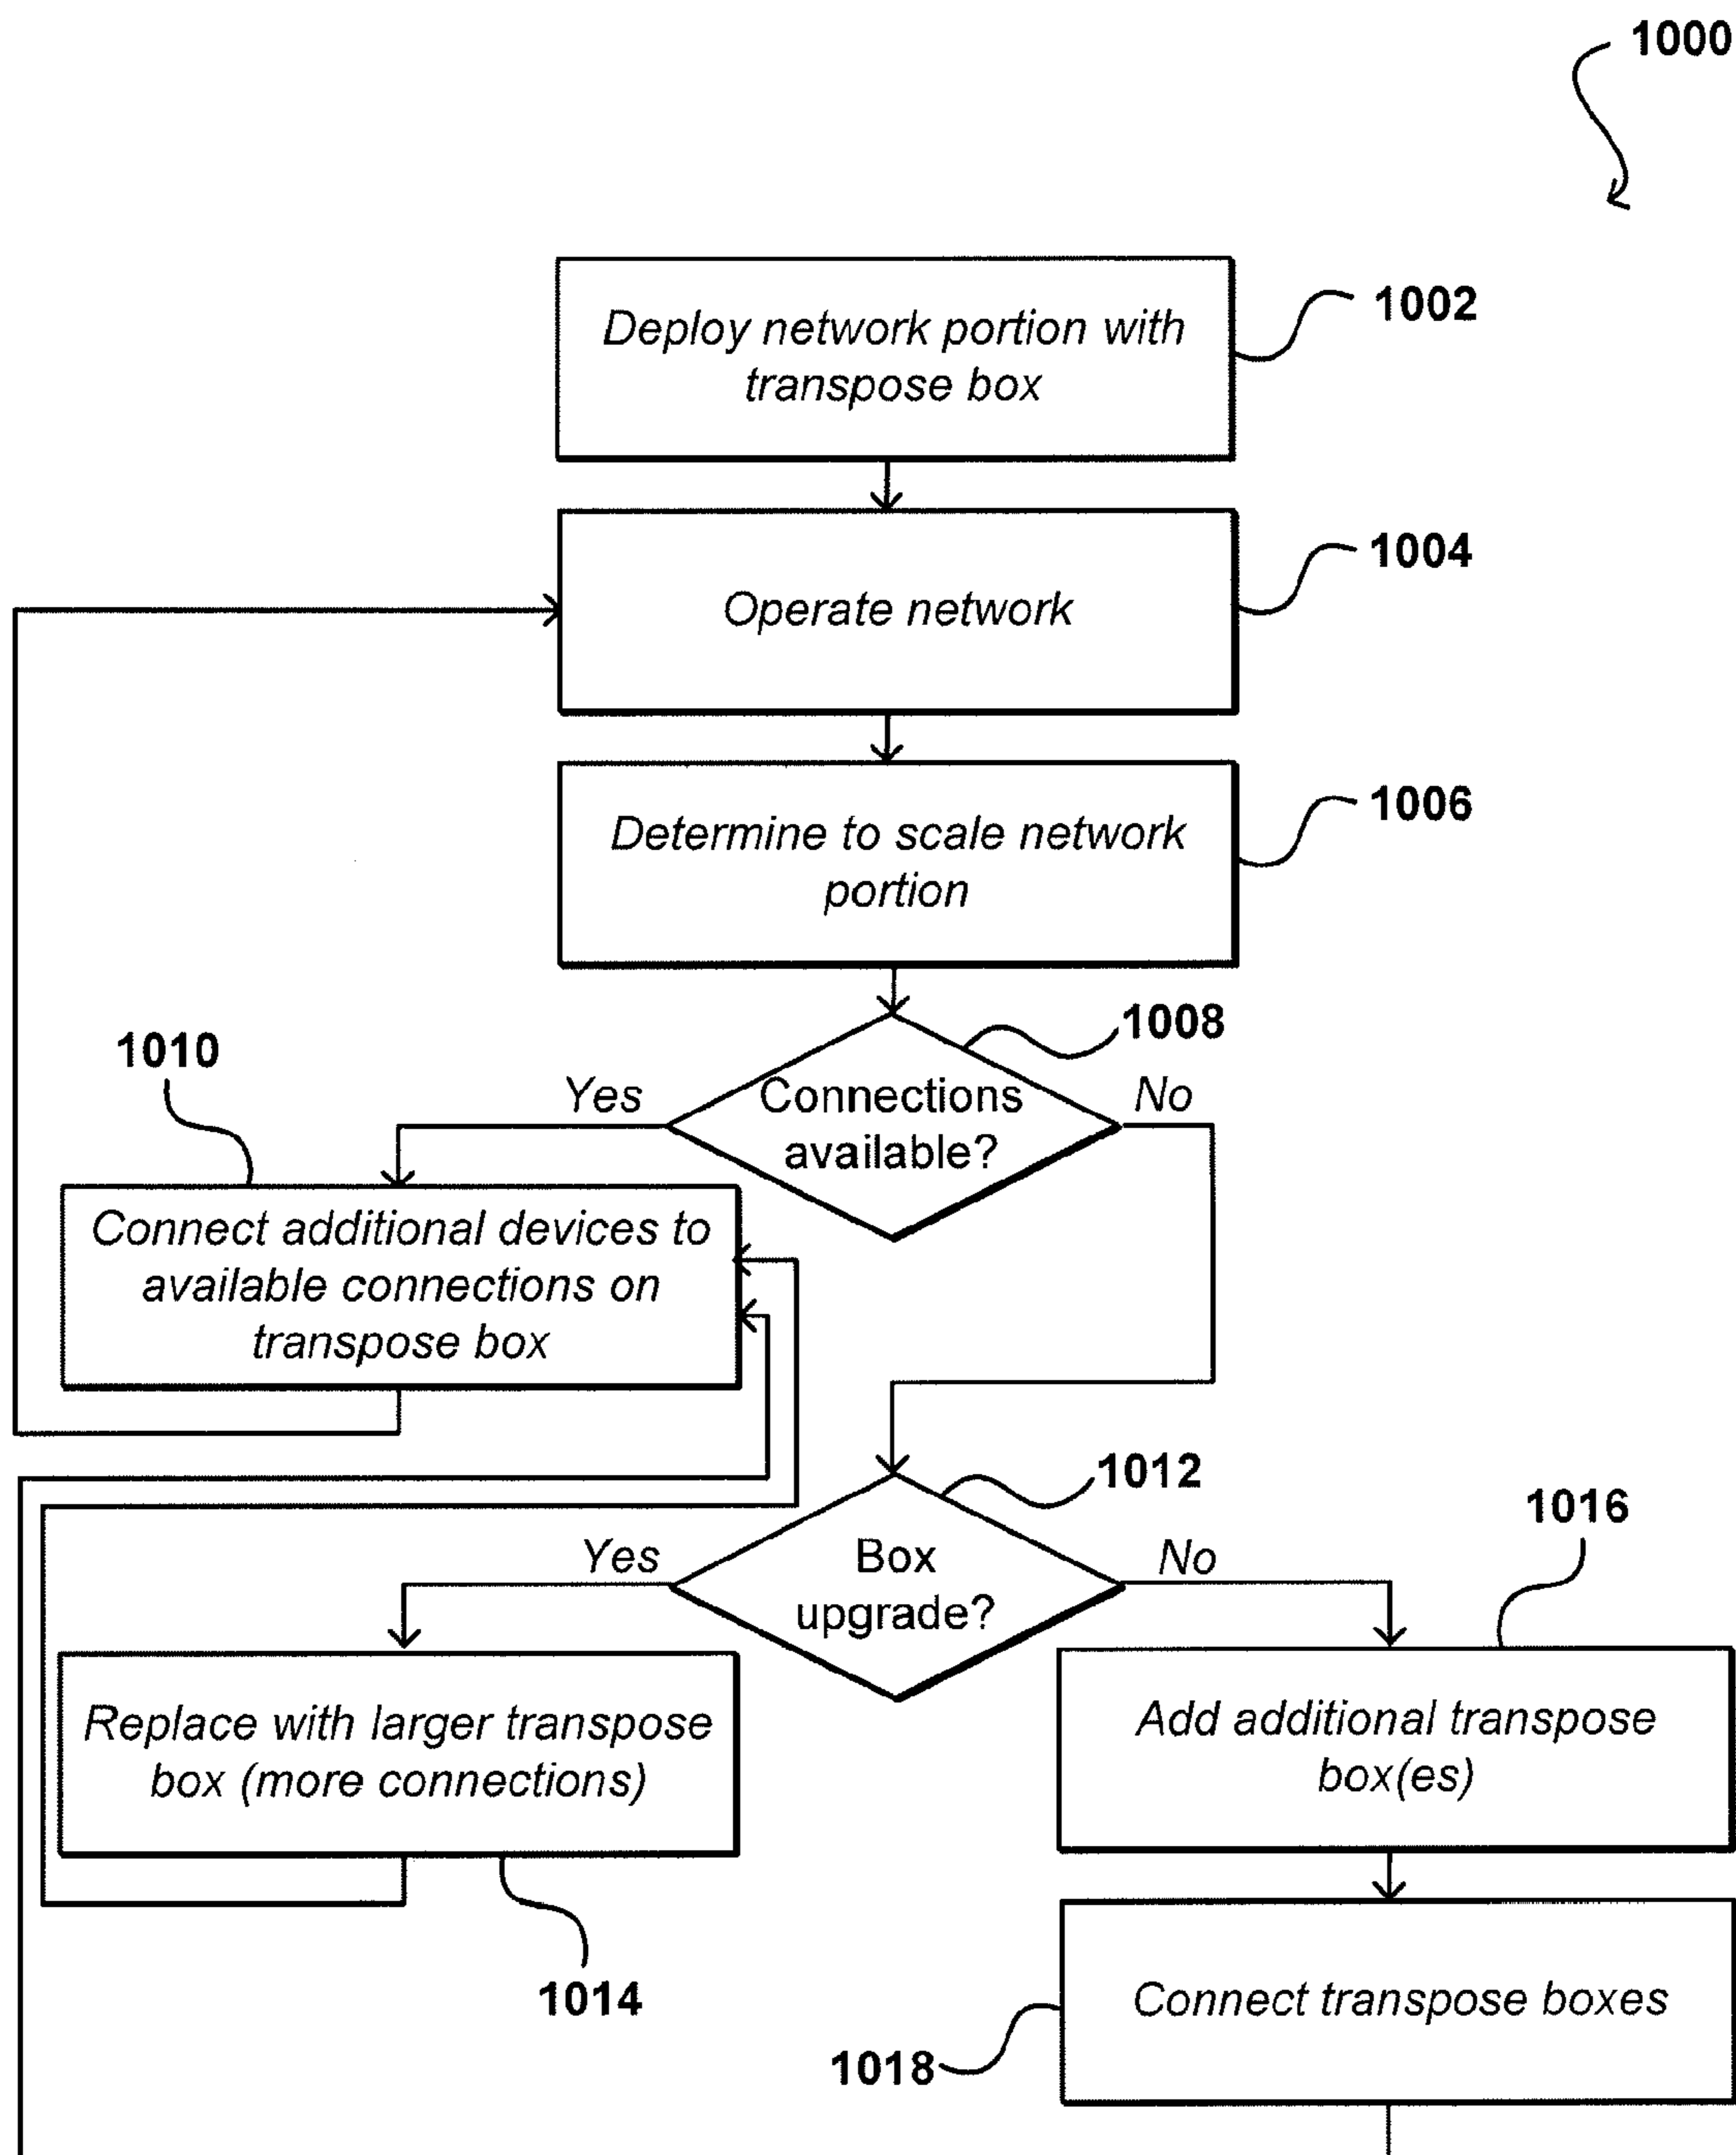 1000
Deploy network portion with
transpose box
1002
Operate network
1004
Determine to scale network
portion
1006
1008
Connections
available?
Yes
No
1010
Connect additional devices to
available connections on
transpose box
1012
Box
upgrade?
Yes
No
1016
Replace with larger transpose
box (more connections)
1014
Add additional transpose
box(es)
Connect transpose boxes
1018